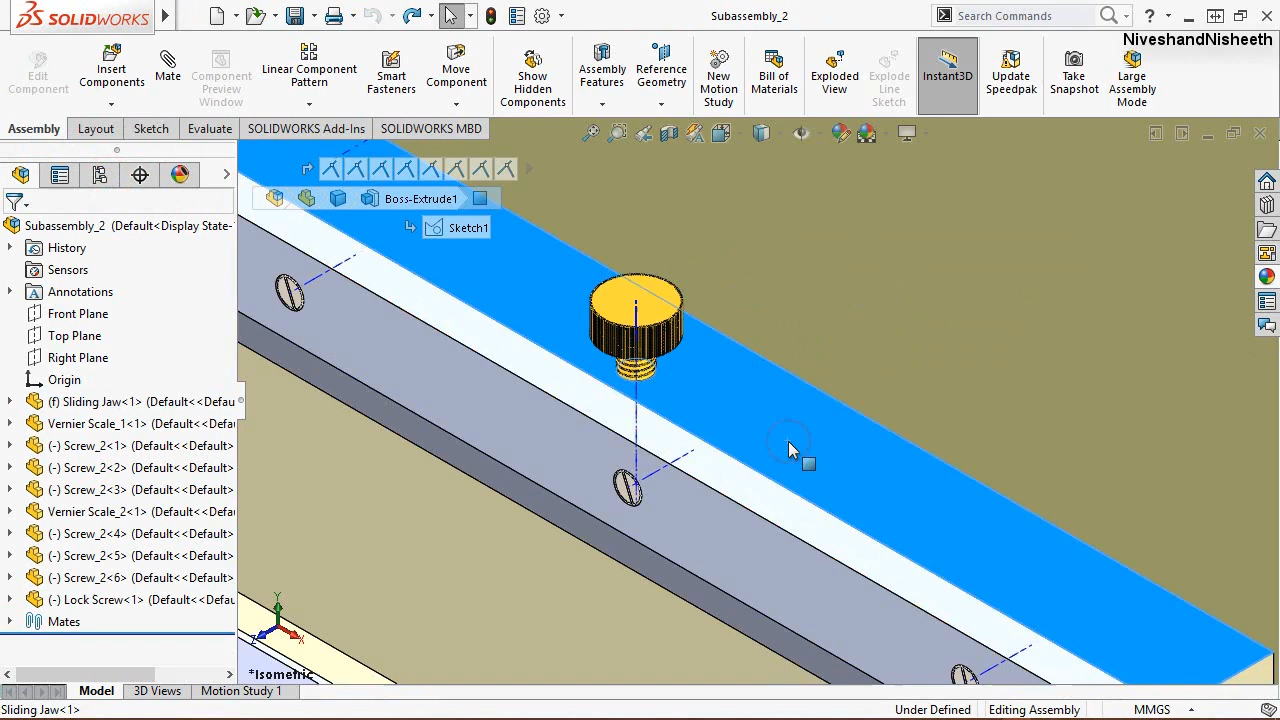 SOLIDWORKS
Subassembly_2
Search Commands
NiveshandNisheeth
Edit Component
Insert Components
Mate
Component Preview Window
Linear Component Pattern
Smart Fasteners
Move Component
Show Hidden Components
Assembly Features
Reference Geometry
New Motion Study
Bill of Materials
Exploded View
Explode Line Sketch
Instant3D
Update Speedpak
Take Snapshot
Large Assembly Mode
Assembly Layout Sketch Evaluate SOLIDWORKS Add-Ins SOLIDWORKS MBD
Boss-Extrude1
Sketch1
Subassembly_2 (Default<Display State-
History
Sensors
Annotations
Front Plane
Top Plane
Right Plane
Origin
(f) Sliding Jaw<1> (Default<<Defau
Vernier Scale_1<1> (Default<<Def
(-) Screw_2<1> (Default<<Default>
(-) Screw_2<2> (Default<<Default>
(-) Screw_2<3> (Default<<Default>
Vernier Scale_2<1> (Default<<Def
(-) Screw_2<4> (Default<<Default>
(-) Screw_2<5> (Default<<Default>
(-) Screw_2<6> (Default<<Default>
(-) Lock Screw<1> (Default<<Defau
Mates
Y
Z
X
*Isometric
Model 3D Views Motion Study 1
Sliding Jaw<1> Under Defined Editing Assembly MMGS